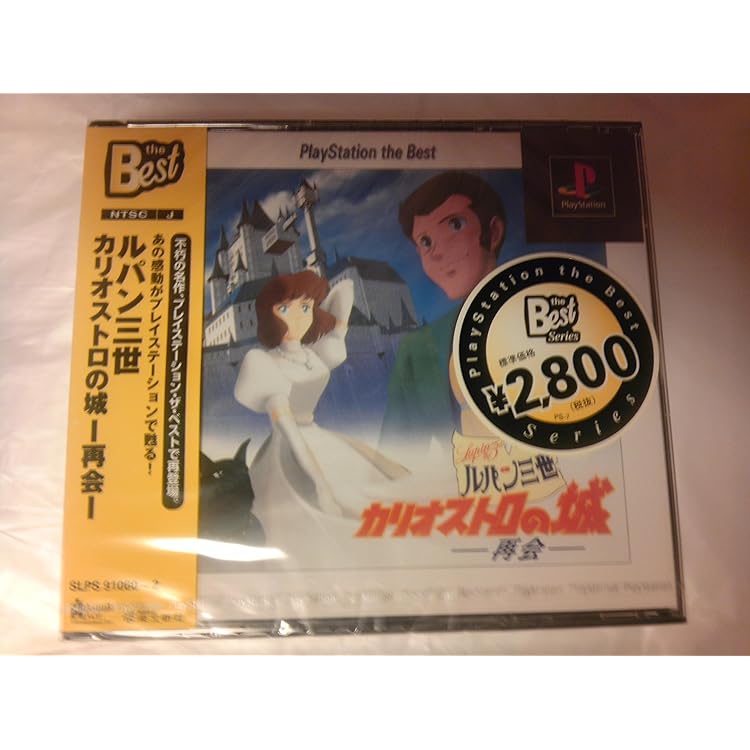 the
Best
NTSC J
不朽の名作、プレイステーション・ザ・ベストで再登場。
あの感動がプレイステーションで甦る!
ルパン三世
カリオストロの城 ー再会ー
SLPS 91060~2
PlayStation the Best
PlayStation
PlayStation the Best
the
Best
Series
標準価格
¥2,800
(税抜)
Series
Lupin
ルパン三世
カリオストロの城
―再会―